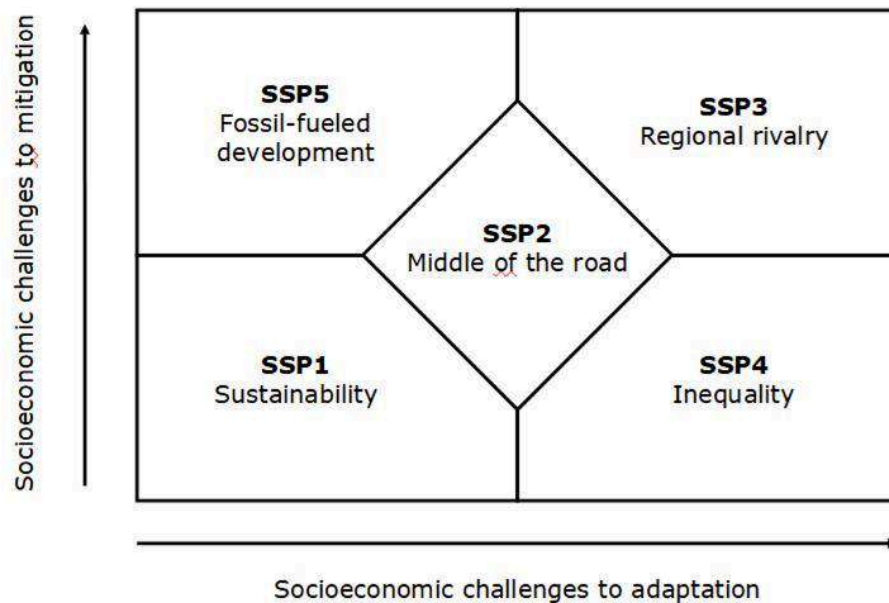 Socioeconomic challenges to mitigation
SSP5
Fossil-fueled
development
SSP3
Regional rivalry
SSP2
Middle of the road
SSP1
Sustainability
SSP4
Inequality
Socioeconomic challenges to adaptation